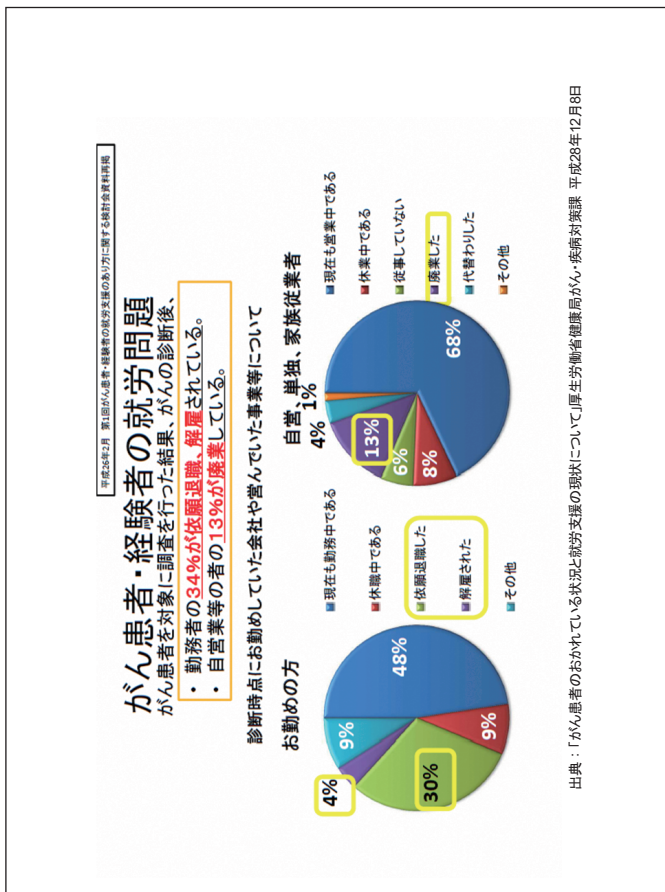 平成26年2月 第1回がん患者・経験者の就労支援のあり方に関する検討会資料再掲
がん患者・経験者の就労問題
がん患者を対象に調査を行った結果、がんの診断後、
• 勤務者の34%が依願退職、解雇されている。
• 自営業等の者の13%が廃業している。
診断時点にお勤めしていた会社や営んでいた事業等について
お勤めの方
4%
9%
48%
30%
9%
現在も勤務中である
休職中である
依願退職した
解雇された
その他
自営、単独、家族従業者
4%
1%
13%
6%
8%
68%
現在も営業中である
休業中である
従事していない
廃業した
代替わりした
その他
出典:「がん患者のおかれている状況と就労支援の現状について」厚生労働省健康局がん・疾病対策課 平成28年12月8日